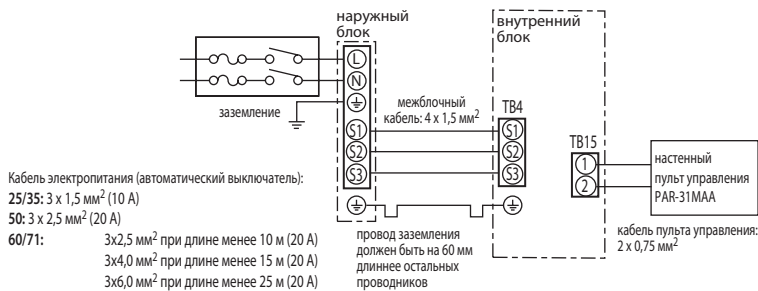 наружный
блок
внутренний
блок
L
N
заземление
межблочный
кабель: 4 x 1,5 мм²
TB4
S1
S1
S2
S2
S3
S3
TB15
1
2
настенный
пульт управления
PAR-31MAA
кабель пульта управления:
2 x 0,75 мм²
провод заземления
должен быть на 60 мм
длиннее остальных
проводников
Кабель электропитания (автоматический выключатель):
25/35: 3 x 1,5 мм² (10 А)
50: 3 x 2,5 мм² (20 А)
60/71: 3x2,5 мм² при длине менее 10 м (20 А)
3x4,0 мм² при длине менее 15 м (20 А)
3x6,0 мм² при длине менее 25 м (20 А)